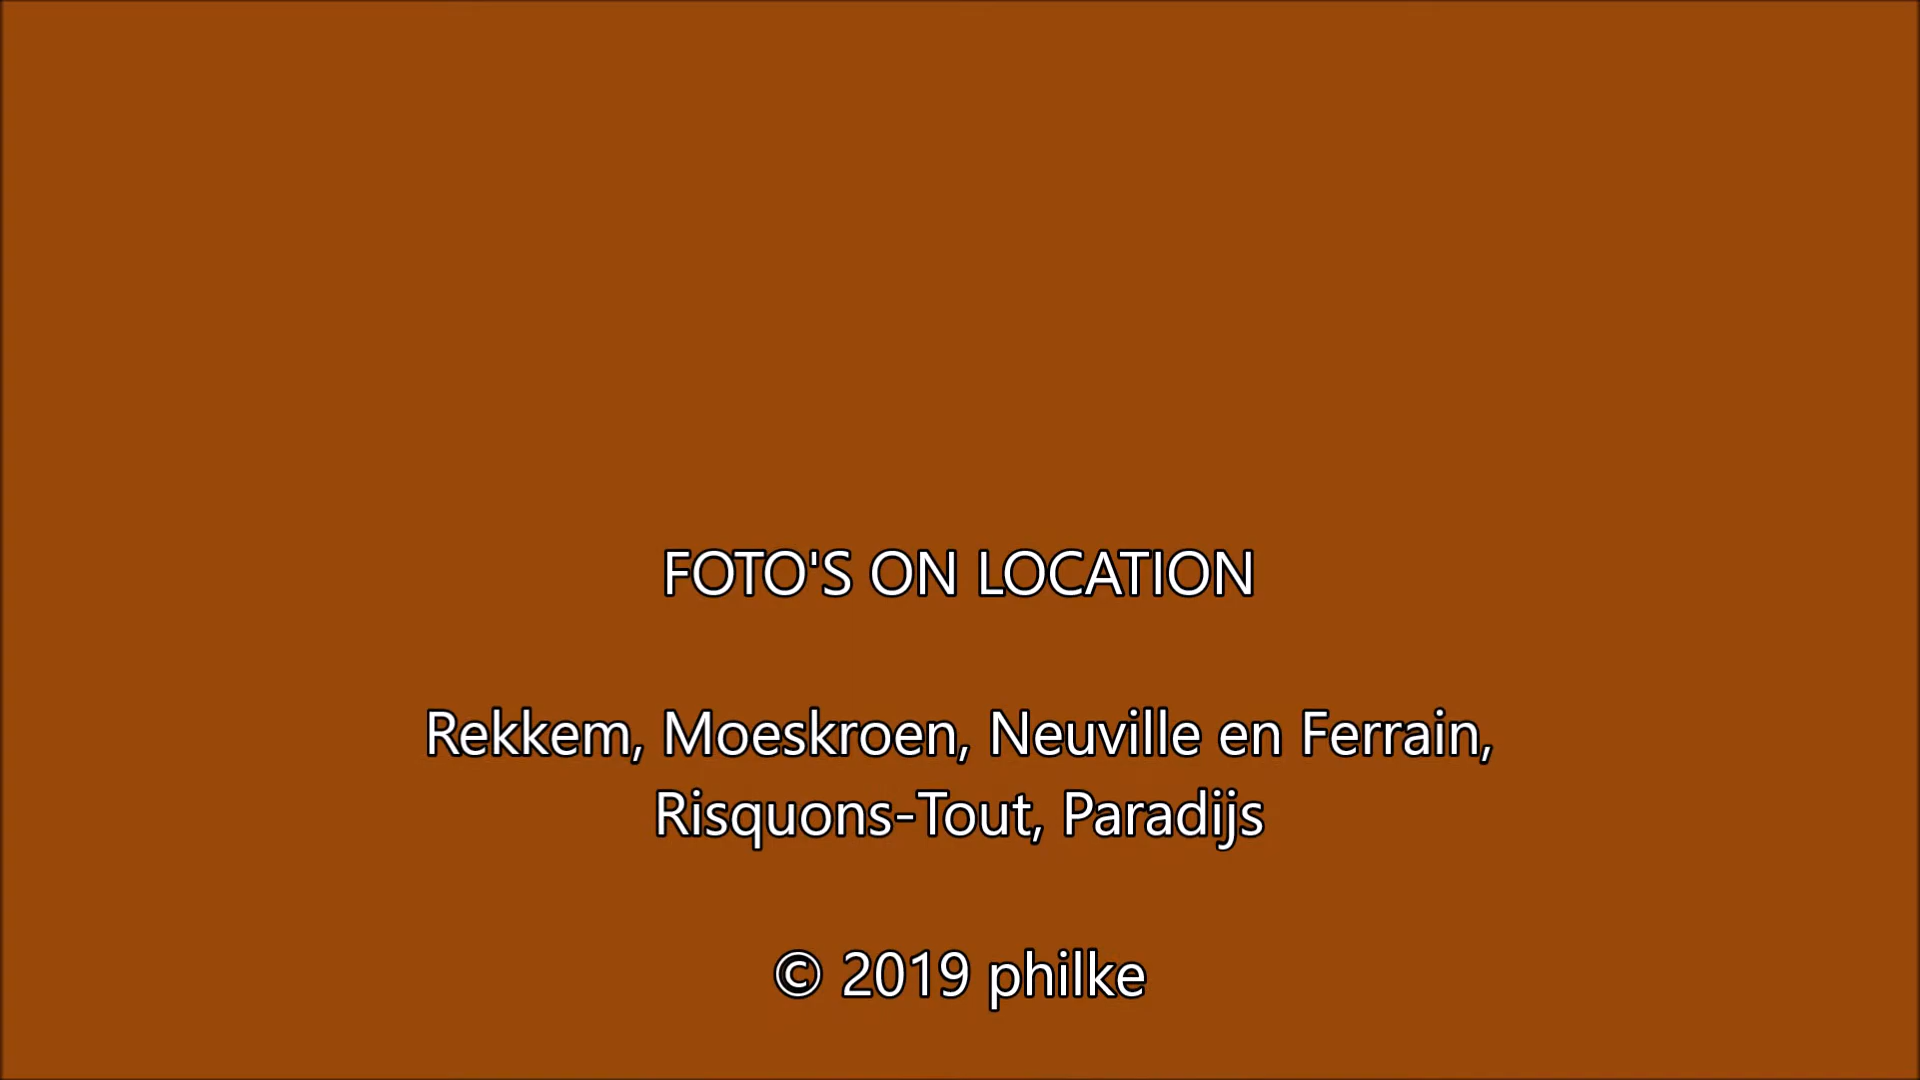 FOTO'S ON LOCATION
Rekkem, Moeskroen, Neuville en Ferrain,
Risquons-Tout, Paradijs
© 2019 philke